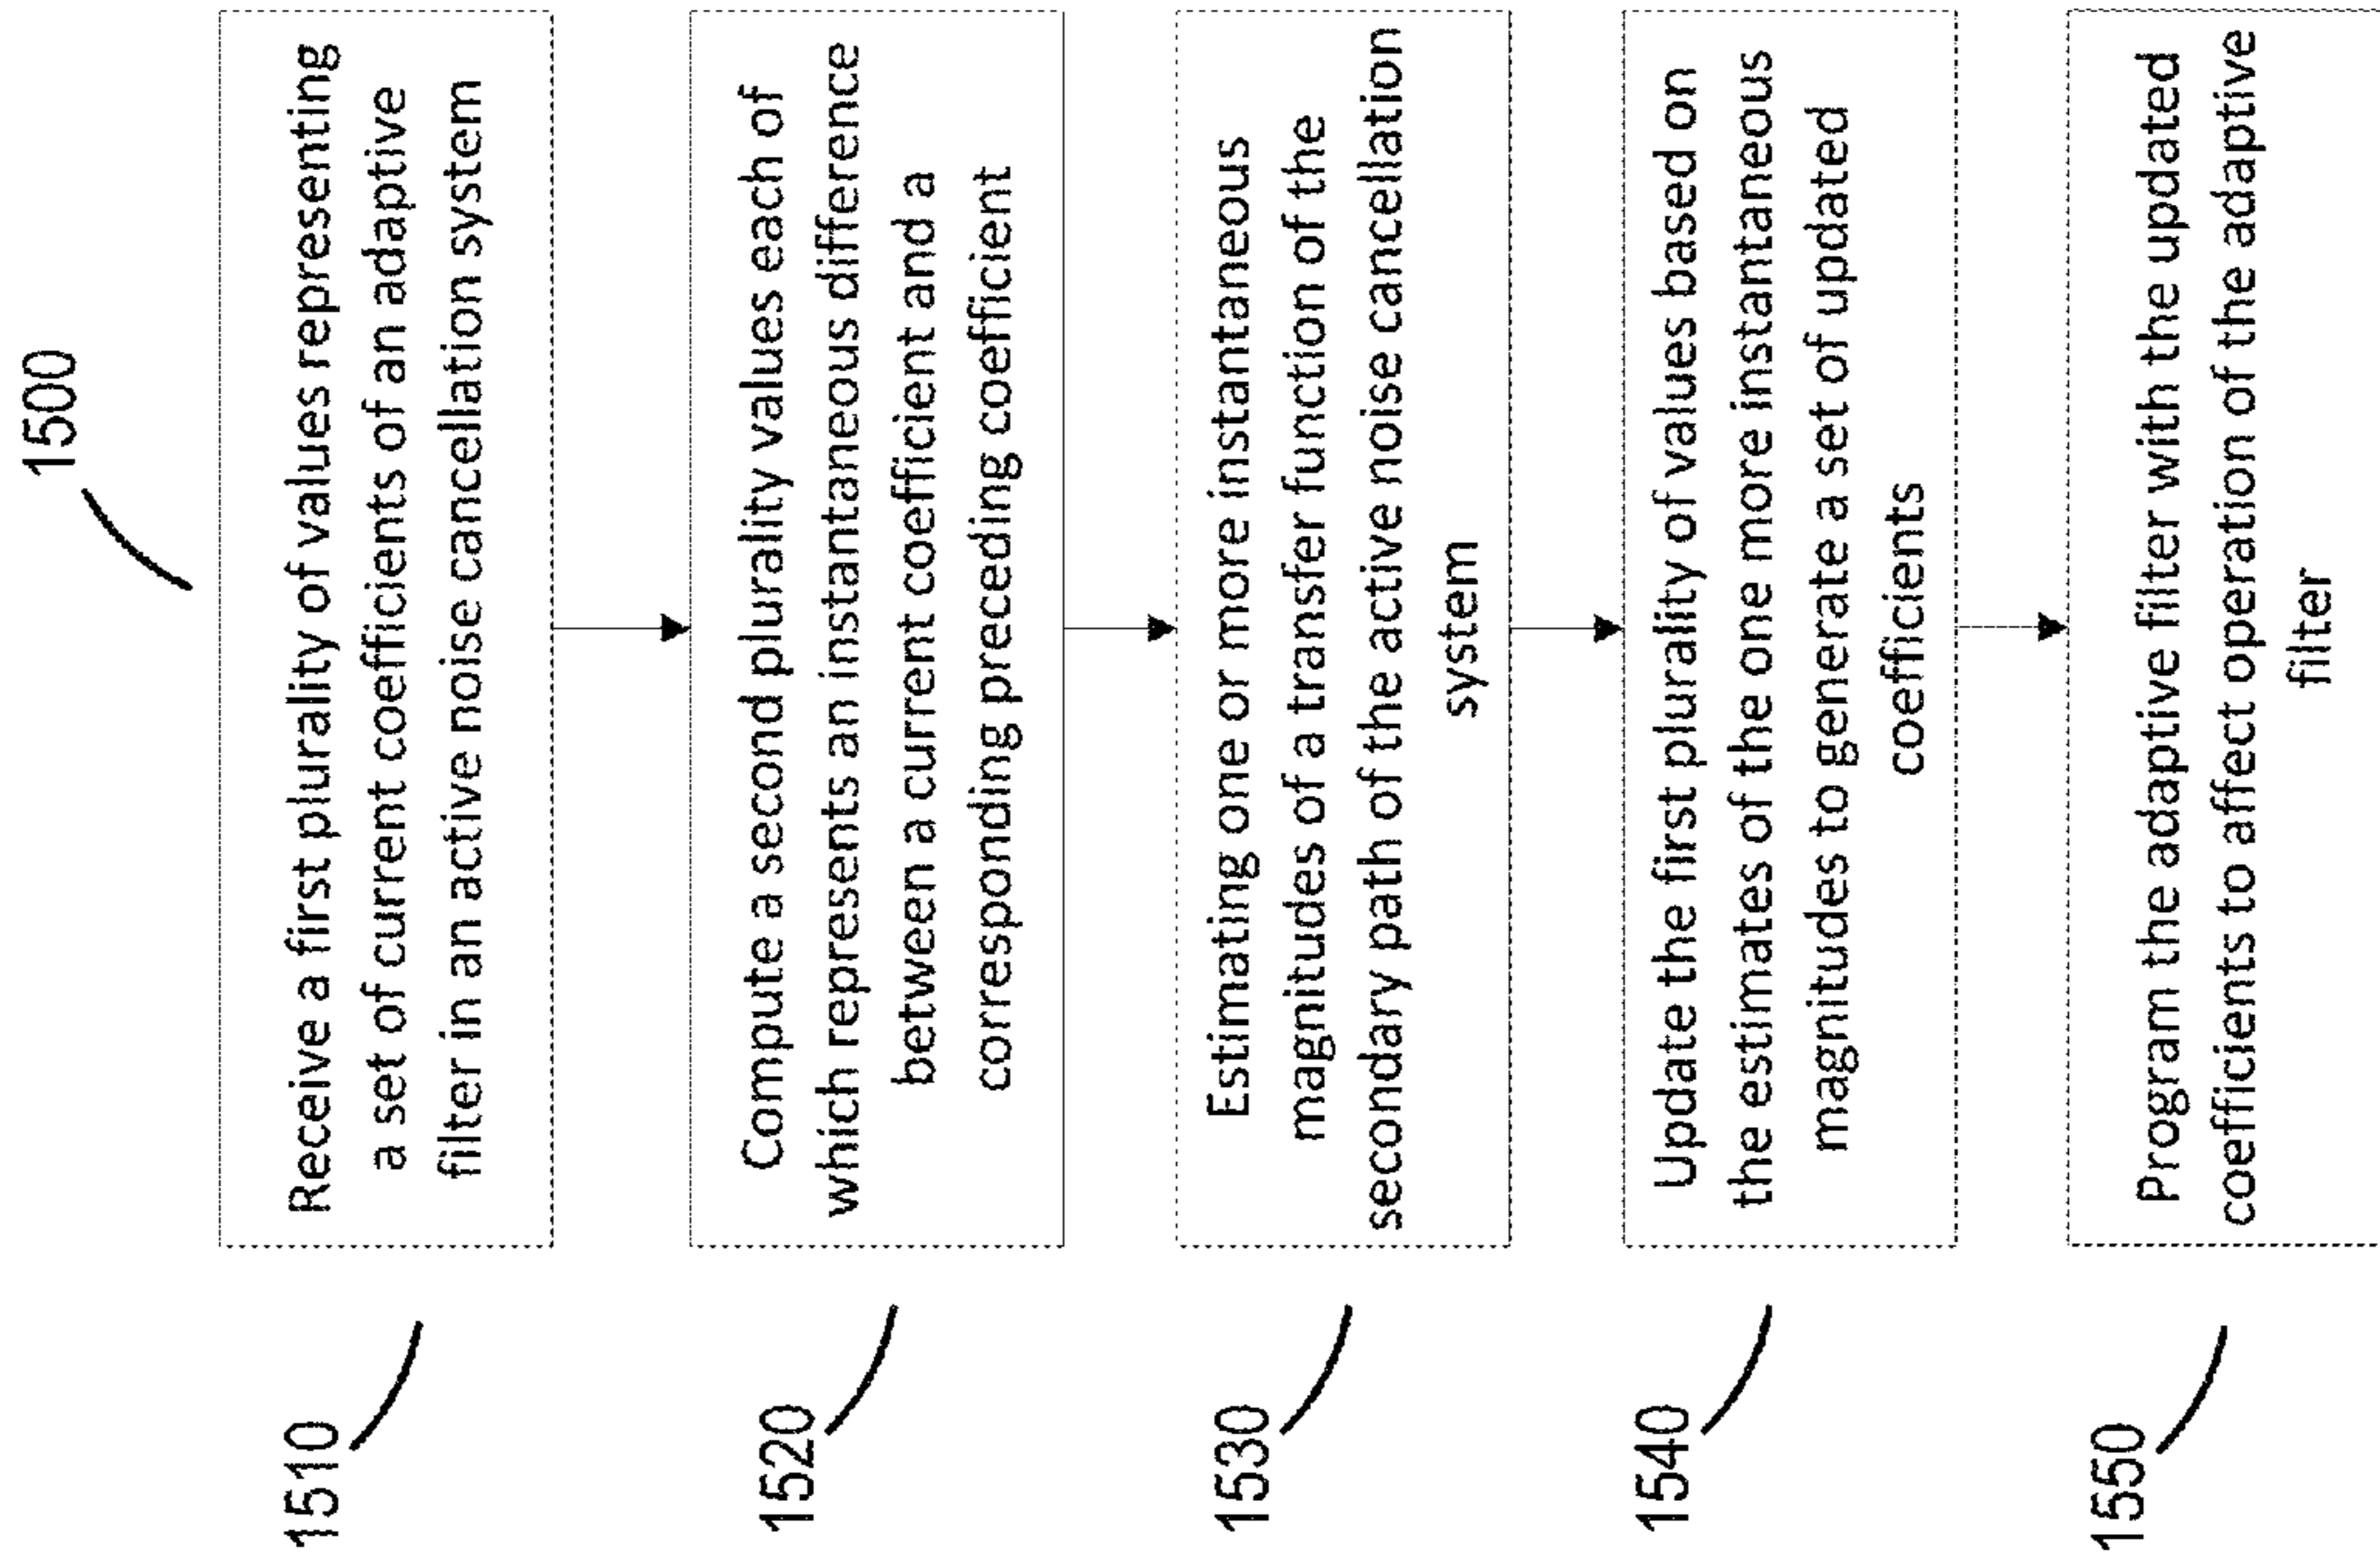 1500
1510
Receive a first plurality of values representing
a set of current coefficients of an adaptive
filter in an active noise cancellation system
1520
Compute a second plurality values each of
which represents an instantaneous difference
between a current coefficient and a
corresponding preceding coefficient
1530
Estimating one or more instantaneous
magnitudes of a transfer function of the
secondary path of the active noise cancellation
system
1540
Update the first plurality of values based on
the estimates of the one more instantaneous
magnitudes to generate a set of updated
coefficients
1550
Program the adaptive filter with the updated
coefficients to affect operation of the adaptive
filter